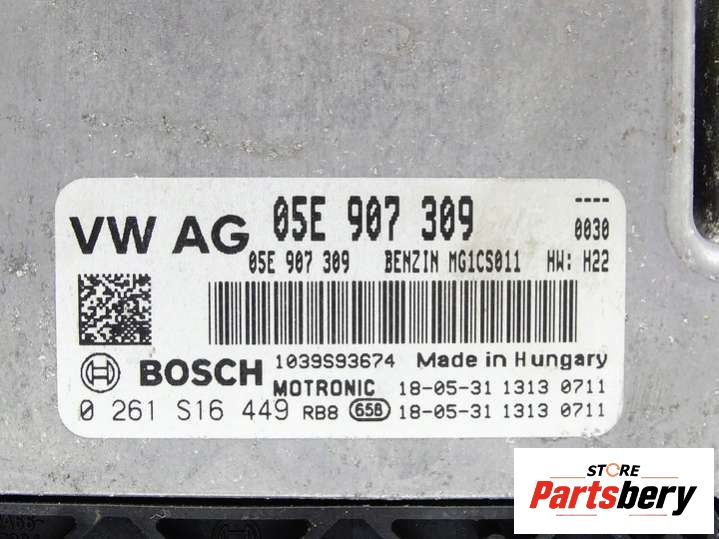 ----
VW AG 05E 907 309 0030
05E 907 309 BENZIN MG1CS011 HW: H22
BOSCH 1039S93674 Made in Hungary
MOTRONIC 18-05-31 1313 0711
0 261 S16 449 RB8 658 18-05-31 1313 0711
STORE
Partsbery